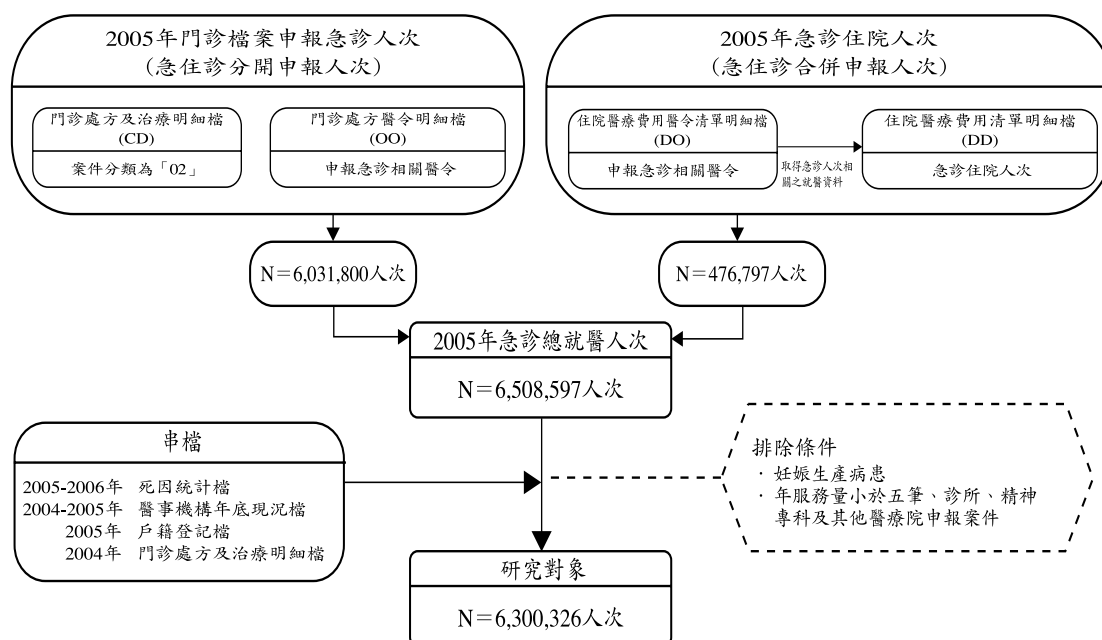 2005年門診檔案申報急診人次
(急住診分開申報人次)
門診處方及治療明細檔
(CD)
案件分類為「02」
門診處方醫令明細檔
(OO)
申報急診相關醫令
2005年急診住院人次
(急住診合併申報人次)
住院醫療費用醫令清單明細檔
(DO)
申報急診相關醫令
取得急診人次相
關之就醫資料
住院醫療費用清單明細檔
(DD)
急診住院人次
N＝6,031,800人次
N＝476,797人次
2005年急診總就醫人次
N＝6,508,597人次
串檔
2005-2006年 死因統計檔
2004-2005年 醫事機構年底現況檔
2005年 戶籍登記檔
2004年 門診處方及治療明細檔
排除條件
· 妊娠生產病患
· 年服務量小於五筆、診所、精神
專科及其他醫療院申報案件
研究對象
N＝6,300,326人次